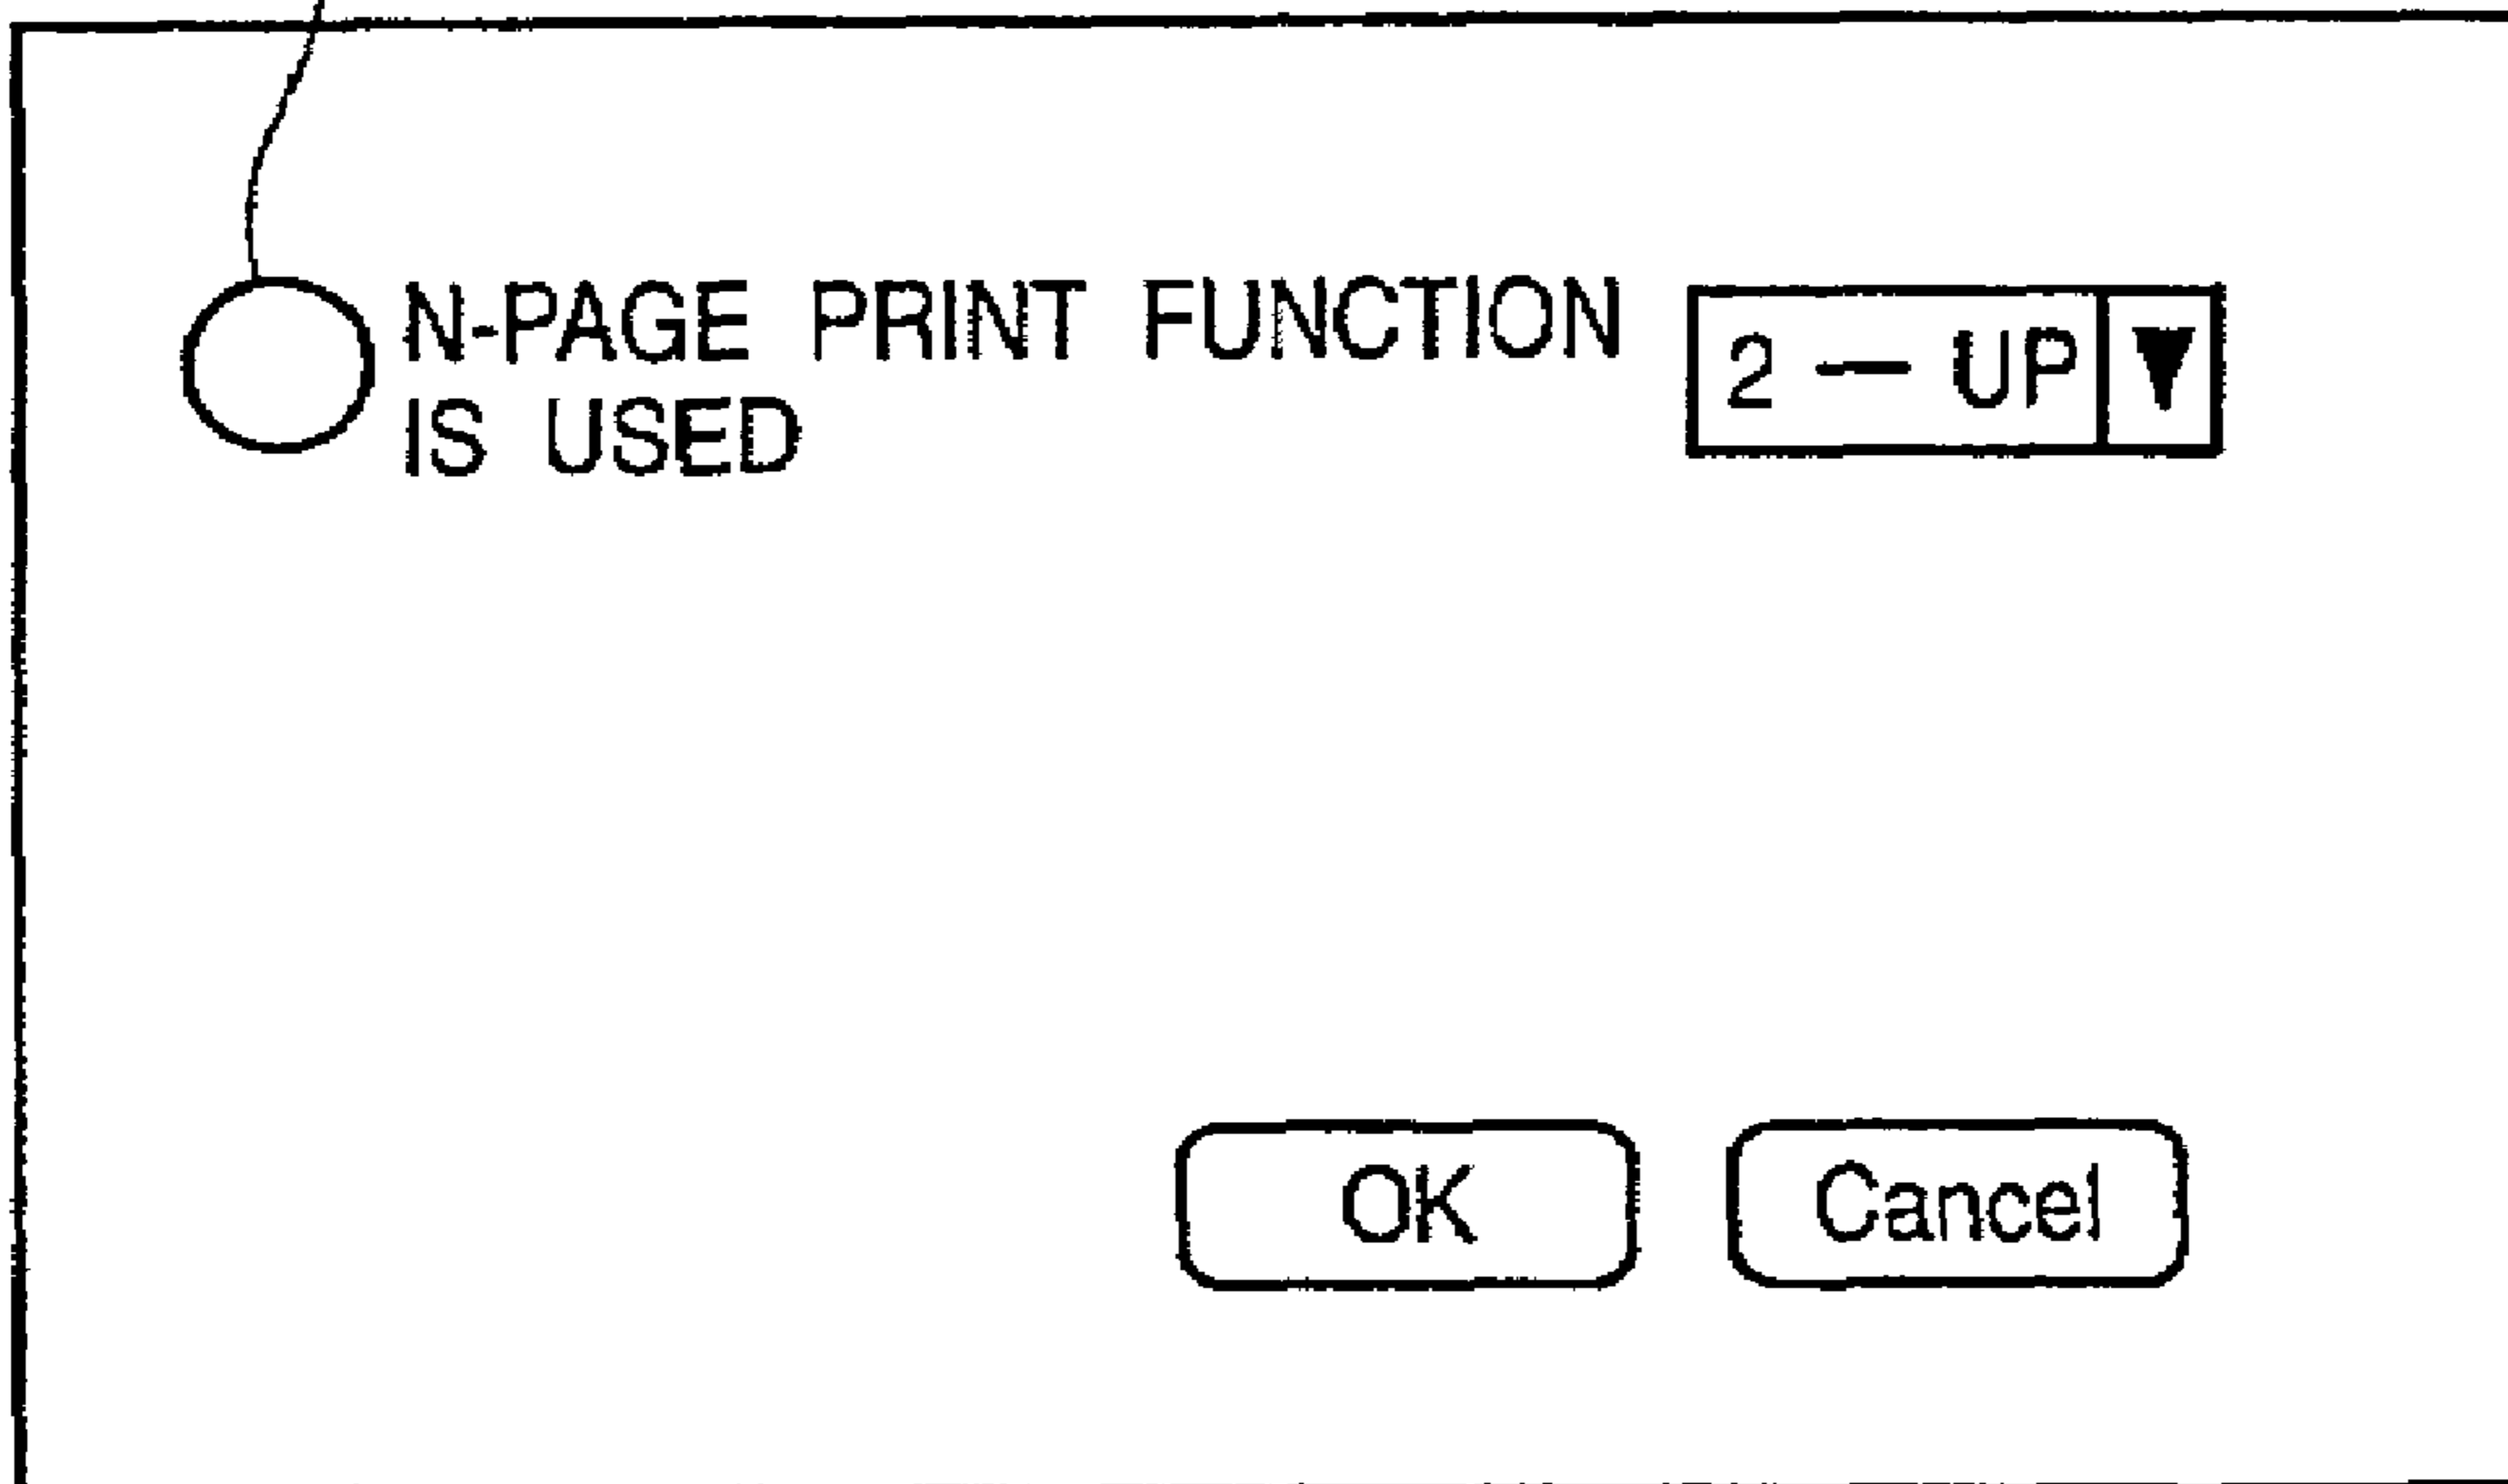 N-PAGE PRINT FUNCTION
IS USED
2 — UP ▼
OK Cancel